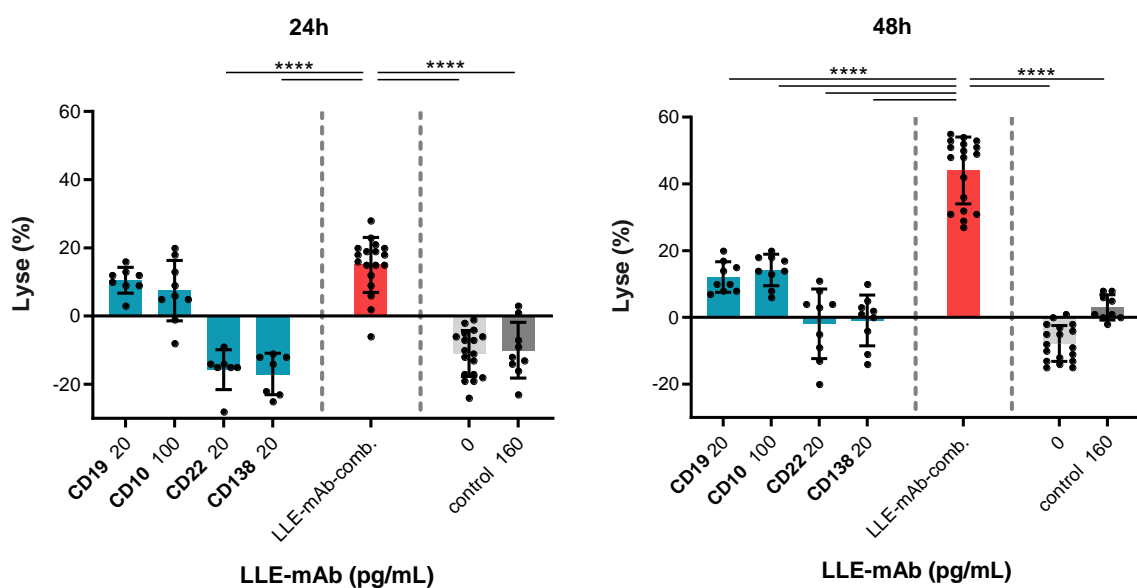 24h
**** ****
Lyse (%)
60
40
20
0
-20
CD19 20
CD10 100
CD22 20
CD138 20
LLE-mAb-comb.
0
control 160
LLE-mAb (pg/mL)
48h
**** ****
Lyse (%)
60
40
20
0
-20
CD19 20
CD10 100
CD22 20
CD138 20
LLE-mAb-comb.
0
control 160
LLE-mAb (pg/mL)